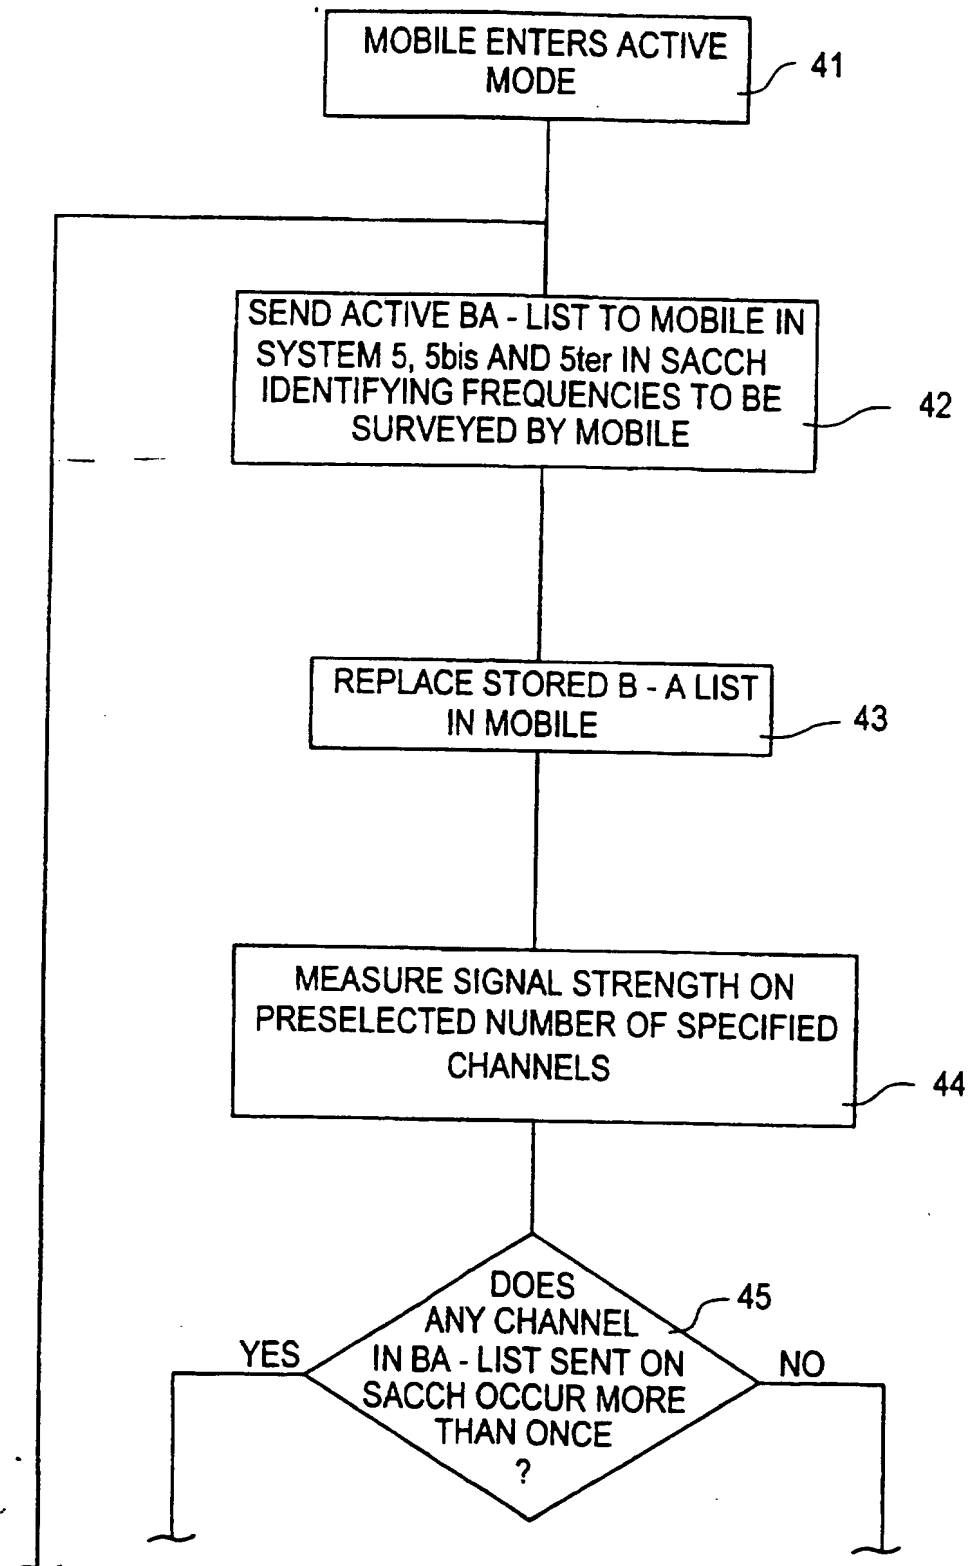 MOBILE ENTERS ACTIVE
MODE
41
SEND ACTIVE BA - LIST TO MOBILE IN
SYSTEM 5, 5bis AND 5ter IN SACCH
IDENTIFYING FREQUENCIES TO BE
SURVEYED BY MOBILE
42
REPLACE STORED B - A LIST
IN MOBILE
43
MEASURE SIGNAL STRENGTH ON
PRESELECTED NUMBER OF SPECIFIED
CHANNELS
44
DOES
ANY CHANNEL
IN BA - LIST SENT ON
SACCH OCCUR MORE
THAN ONCE
?
45
YES
NO